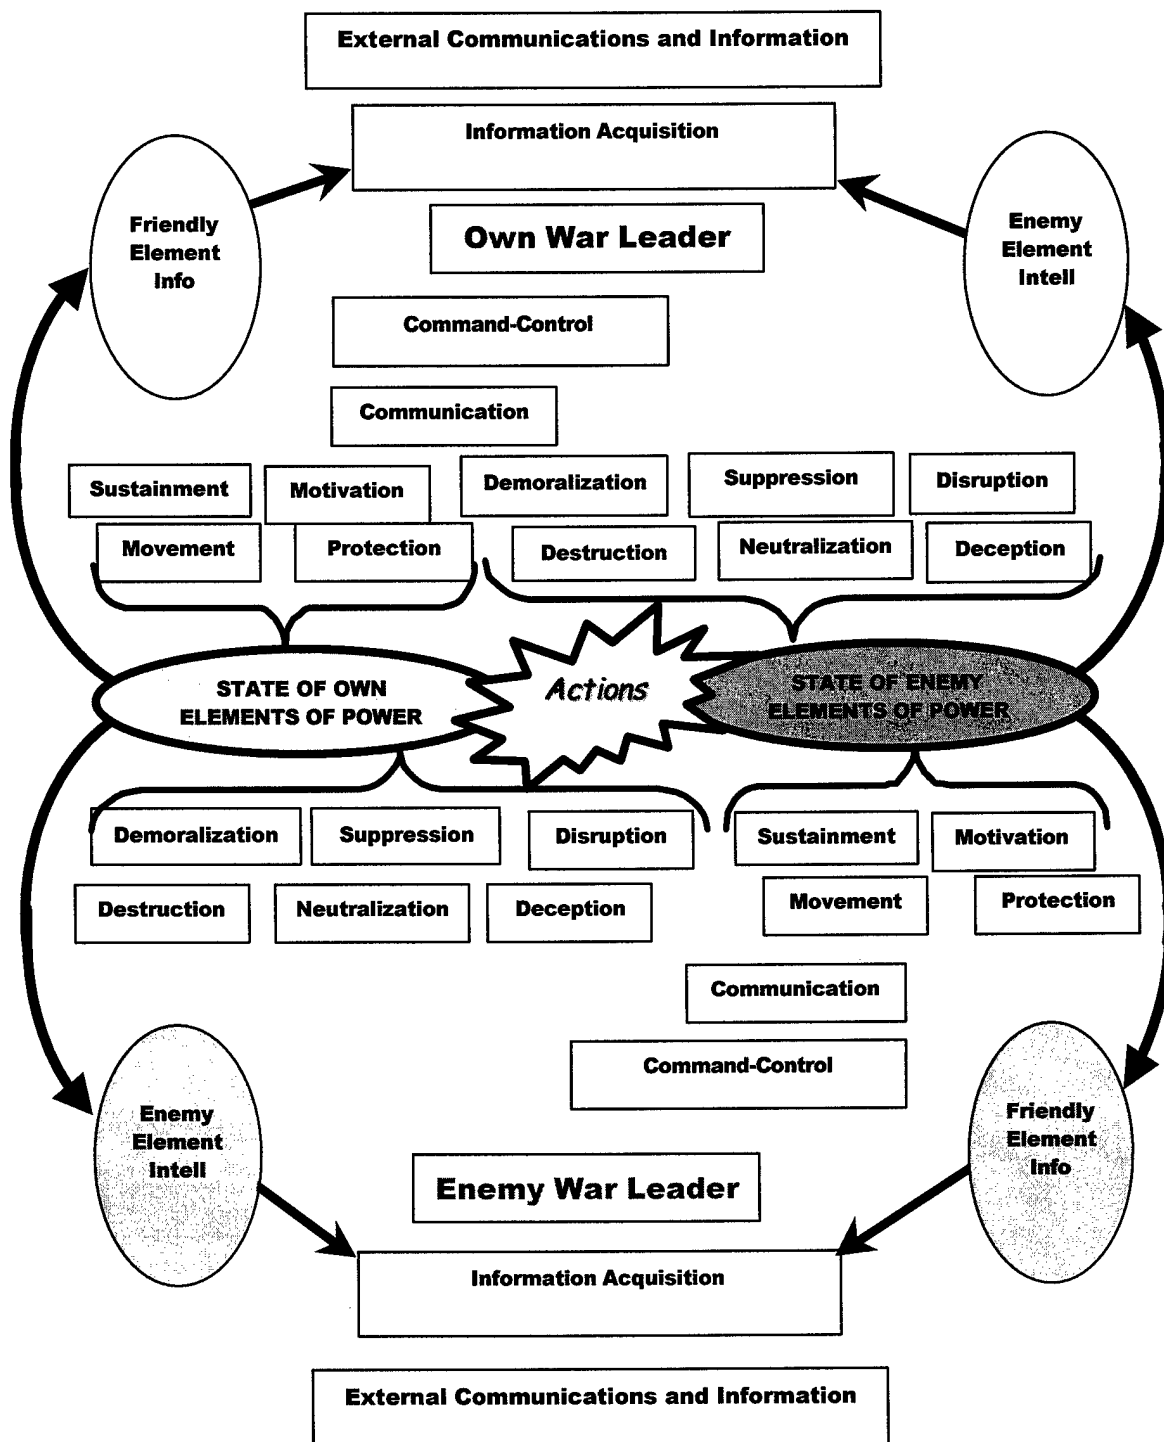 External Communications and Information
Information Acquisition
Friendly
Element
Info
Own War Leader
Enemy
Element
Intell
Command-Control
Communication
Sustainment
Motivation
Demoralization
Suppression
Disruption
Movement
Protection
Destruction
Neutralization
Deception
STATE OF OWN
ELEMENTS OF POWER
Actions
STATE OF ENEMY
ELEMENTS OF POWER
Demoralization
Suppression
Disruption
Sustainment
Motivation
Destruction
Neutralization
Deception
Movement
Protection
Communication
Command-Control
Enemy
Element
Intell
Friendly
Element
Info
Enemy War Leader
Information Acquisition
External Communications and Information